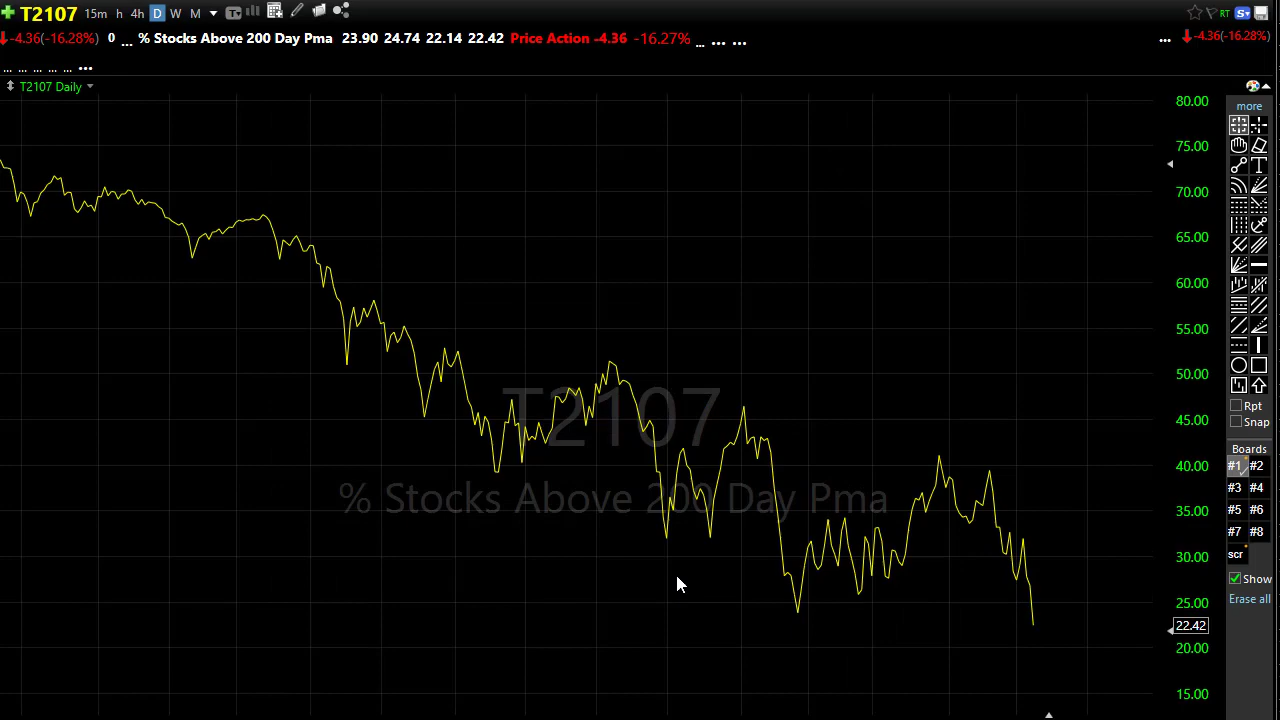 T2107 15m h 4h D W M T RT S
-4.36(-16.28%) 0 ... % Stocks Above 200 Day Pma 23.90 24.74 22.14 22.42 Price Action -4.36 -16.27% ... ... ... ... -4.36(-16.28%)
... ... ... ... ... ...
T2107 Daily
more
80.00
75.00
70.00
65.00
60.00
55.00
50.00
45.00
40.00
35.00
30.00
25.00
22.42
20.00
15.00
T2107
% Stocks Above 200 Day Pma
T
Rpt
Snap
Boards
#1 #2
#3 #4
#5 #6
#7 #8
scr
Show
Erase all